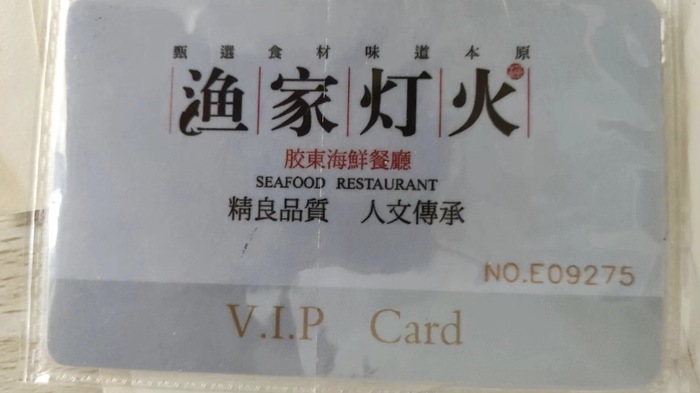 甄選食材味道本原
渔家灯火
胶東海鮮餐廳
SEAFOOD RESTAURANT
精良品質 人文傳承
NO.E09275
V.I.P Card